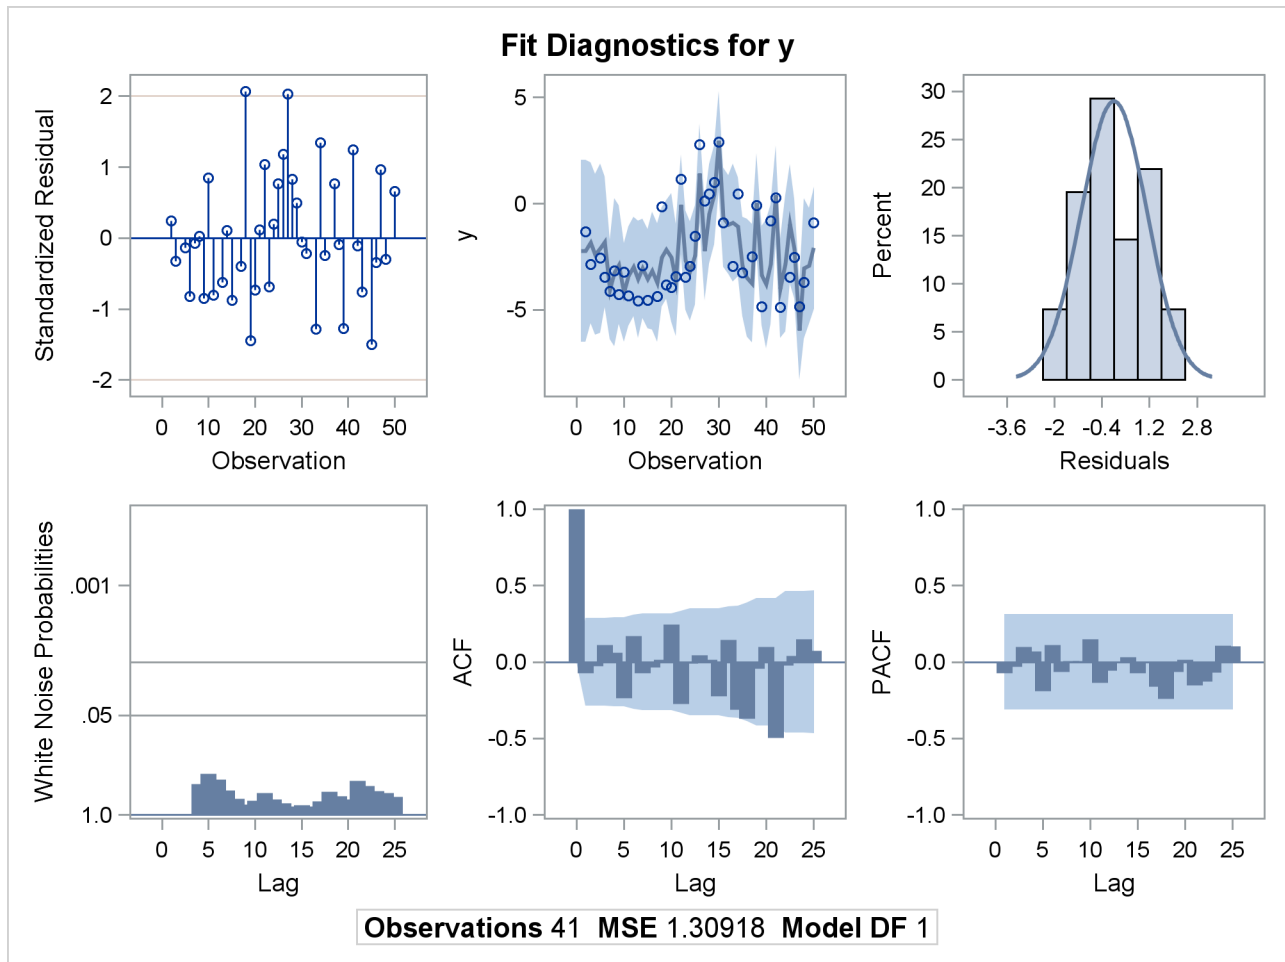 Fit Diagnostics for y
Standardized Residual
2
1
0
-1
-2
0 10 20 30 40 50
Observation
y
5
0
-5
0 10 20 30 40 50
Observation
Percent
30
25
20
15
10
5
0
-3.6 -2 -0.4 1.2 2.8
Residuals
White Noise Probabilities
.001
.05
1.0
0 5 10 15 20 25
Lag
ACF
1.0
0.5
0.0
-0.5
-1.0
0 5 10 15 20 25
Lag
PACF
1.0
0.5
0.0
-0.5
-1.0
0 5 10 15 20 25
Lag
Observations 41 MSE 1.30918 Model DF 1